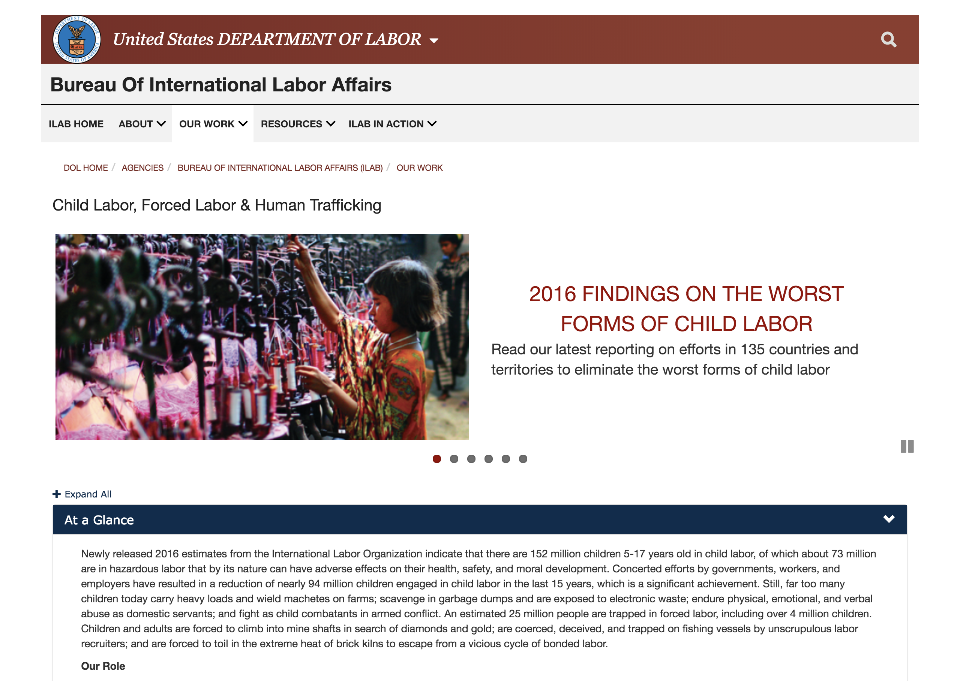 United States DEPARTMENT OF LABOR
Bureau Of International Labor Affairs
ILAB HOME ABOUT OUR WORK RESOURCES ILAB IN ACTION
DOL HOME / AGENCIES / BUREAU OF INTERNATIONAL LABOR AFFAIRS (ILAB) / OUR WORK
Child Labor, Forced Labor & Human Trafficking
2016 FINDINGS ON THE WORST
FORMS OF CHILD LABOR
Read our latest reporting on efforts in 135 countries and
territories to eliminate the worst forms of child labor
Expand All
At a Glance
Newly released 2016 estimates from the International Labor Organization indicate that there are 152 million children 5-17 years old in child labor, of which about 73 million
are in hazardous labor that by its nature can have adverse effects on their health, safety, and moral development. Concerted efforts by governments, workers, and
employers have resulted in a reduction of nearly 94 million children engaged in child labor in the last 15 years, which is a significant achievement. Still, far too many
children today carry heavy loads and wield machetes on farms; scavenge in garbage dumps and are exposed to electronic waste; endure physical, emotional, and verbal
abuse as domestic servants; and fight as child combatants in armed conflict. An estimated 25 million people are trapped in forced labor, including over 4 million children.
Children and adults are forced to climb into mine shafts in search of diamonds and gold; are coerced, deceived, and trapped on fishing vessels by unscrupulous labor
recruiters; and are forced to toil in the extreme heat of brick kilns to escape from a vicious cycle of bonded labor.
Our Role